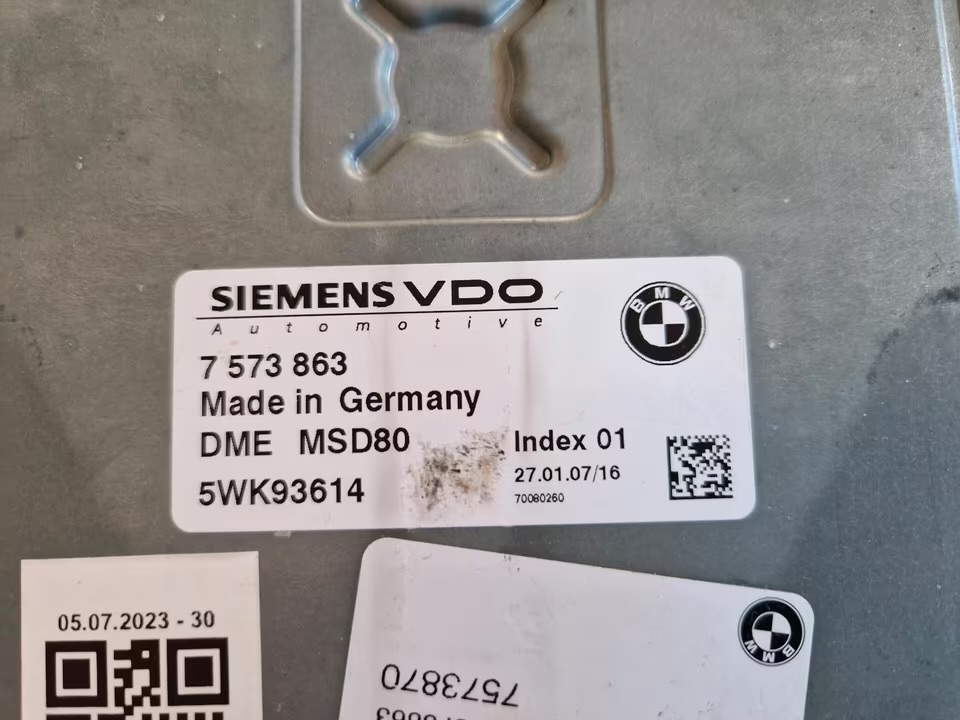 SIEMENS VDO
Automotive
BMW
7 573 863
Made in Germany
DME MSD80
Index 01
5WK93614
27.01.07/16
70080260
05.07.2023 - 30
BMW
7573870